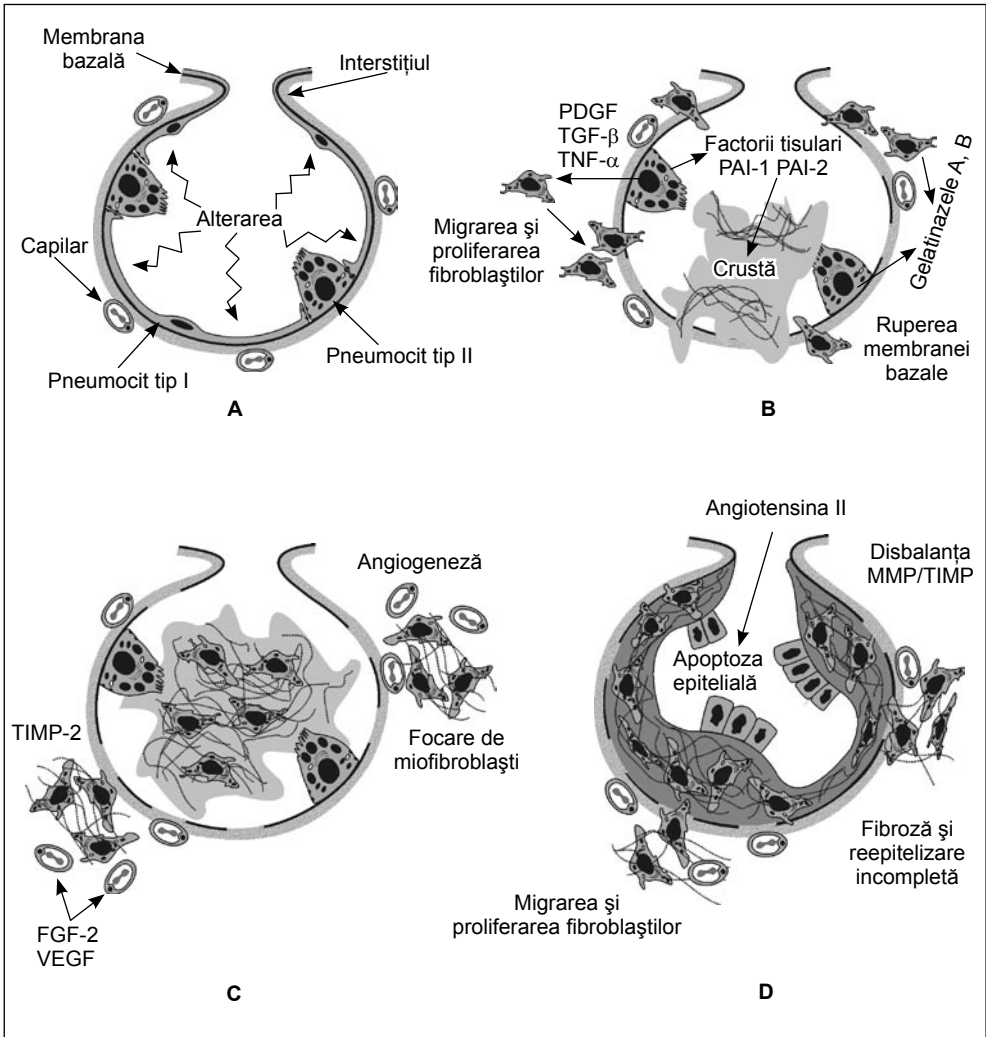 Membrana
bazală
Interstiţiul
Alterarea
Capilar
Pneumocit tip II
Pneumocit tip I
A
PDGF
TGF-β
TNF-α
Factorii tisulari
PAI-1 PAI-2
Migrarea şi
proliferarea
fibroblaştilor
Crustă
Gelatinazele A, B
Ruperea
membranei
bazale
B
Angiogeneză
TIMP-2
Focare de
miofibroblaşti
FGF-2
VEGF
C
Angiotensina II
Disbalanţa
MMP/TIMP
Apoptoza
epitelială
Fibroză şi
reepitelizare
incompletă
Migrarea şi
proliferarea fibroblaştilor
D